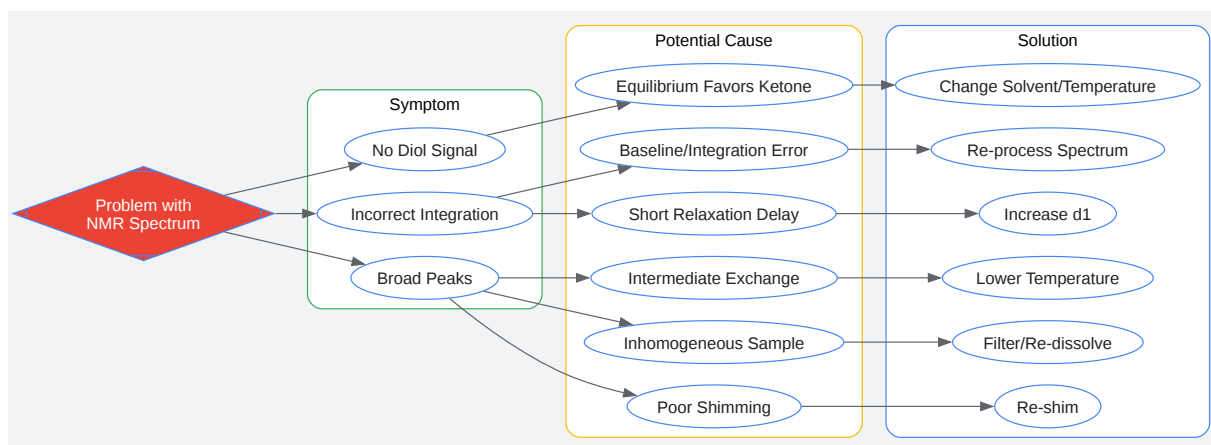 Potential Cause
Solution
Symptom
Equilibrium Favors Ketone
Change Solvent/Temperature
No Diol Signal
Baseline/Integration Error
Re-process Spectrum
Problem with
NMR Spectrum
Incorrect Integration
Short Relaxation Delay
Increase d1
Broad Peaks
Intermediate Exchange
Lower Temperature
Inhomogeneous Sample
Filter/Re-dissolve
Poor Shimming
Re-shim